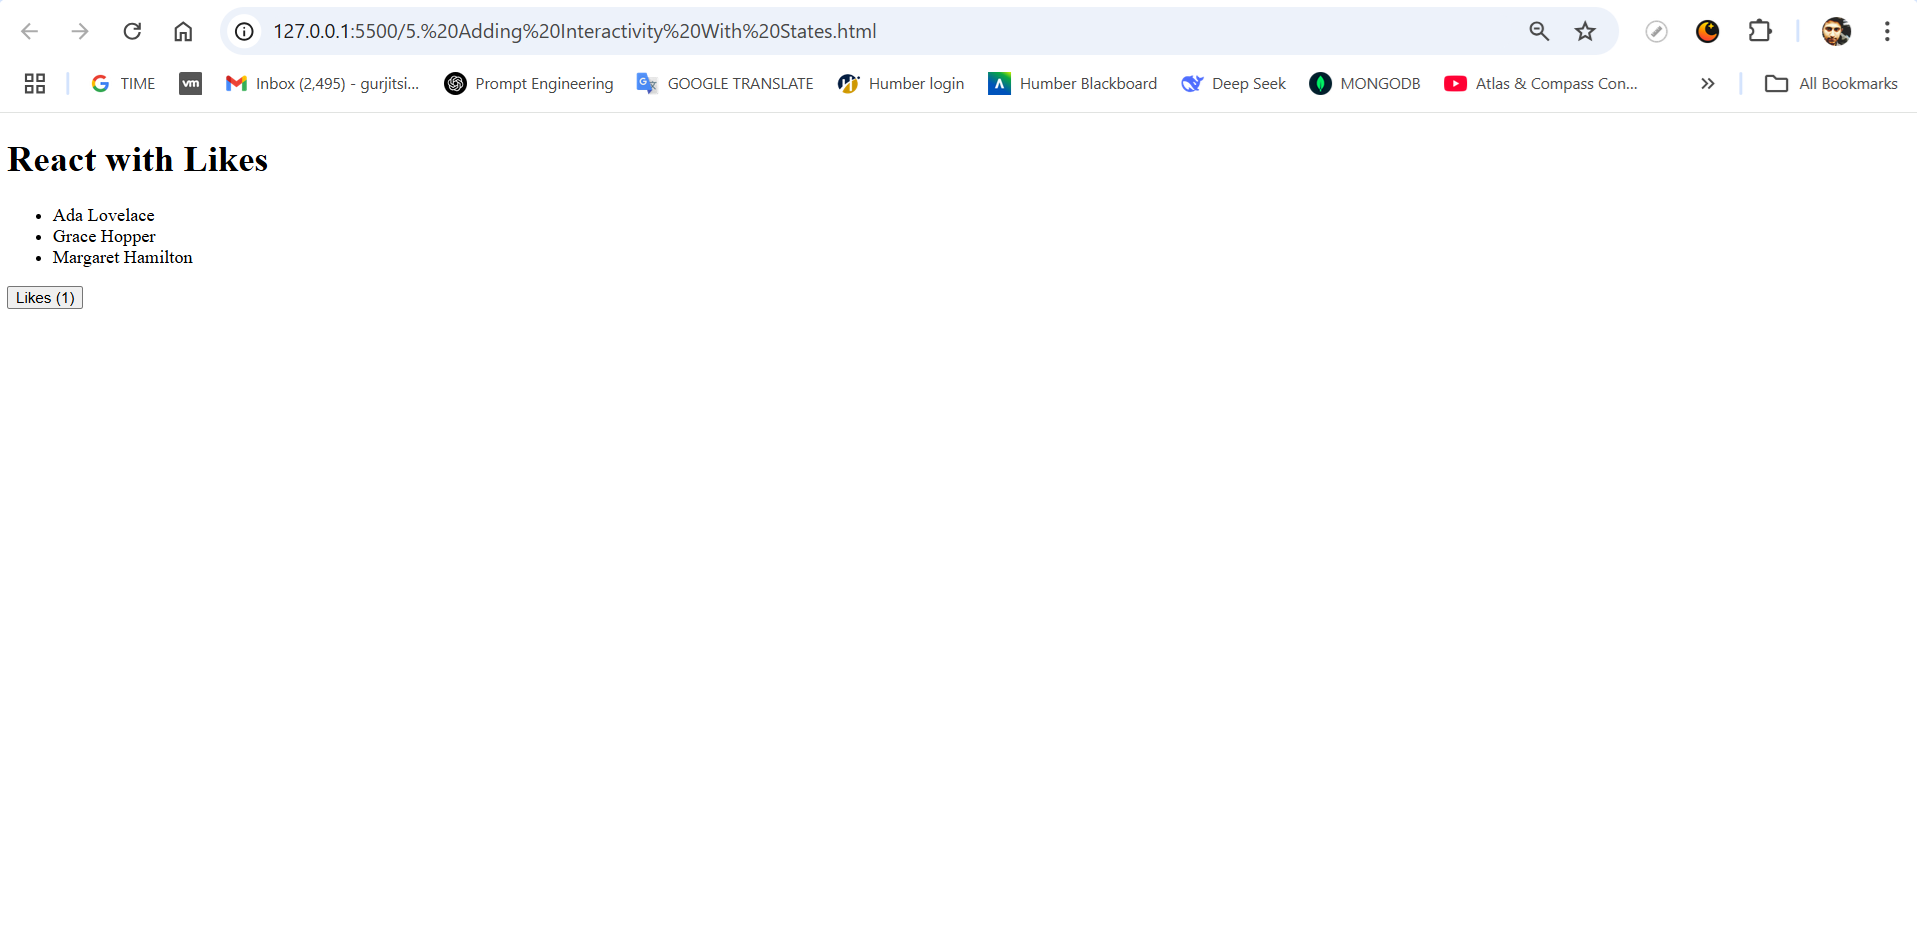 127.0.0.1:5500/5.%20Adding%20Interactivity%20With%20States.html
TIME
vm
Inbox (2,495) - gurjitsi...
Prompt Engineering
GOOGLE TRANSLATE
Humber login
Humber Blackboard
Deep Seek
MONGODB
Atlas & Compass Con...
All Bookmarks
React with Likes
• Ada Lovelace
• Grace Hopper
• Margaret Hamilton
Likes (1)